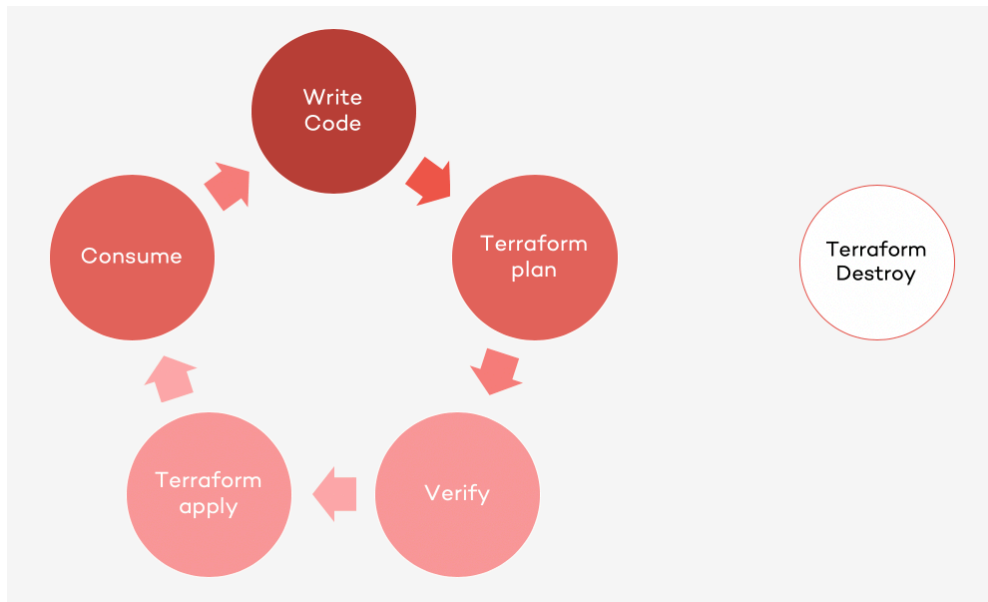 Write
Code
Terraform
plan
Verify
Terraform
apply
Consume
Terraform
Destroy